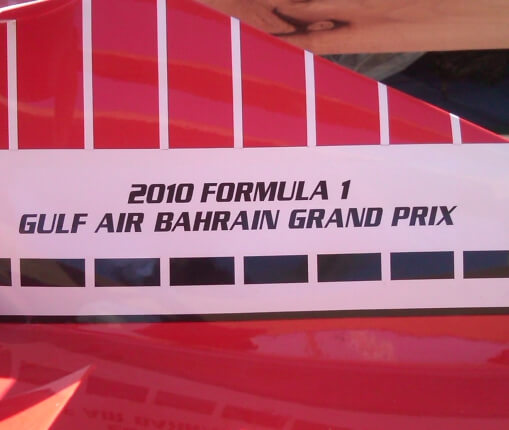 2010 FORMULA 1
GULF AIR BAHRAIN GRAND PRIX